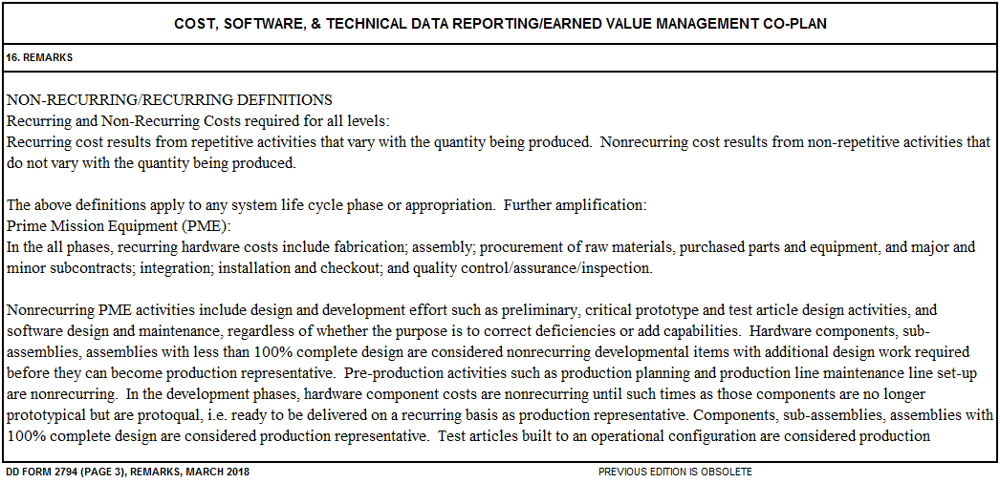 COST, SOFTWARE, & TECHNICAL DATA REPORTING/EARNED VALUE MANAGEMENT CO-PLAN
16. REMARKS
NON-RECURRING/RECURRING DEFINITIONS
Recurring and Non-Recurring Costs required for all levels:
Recurring cost results from repetitive activities that vary with the quantity being produced.  Nonrecurring cost results from non-repetitive activities that
do not vary with the quantity being produced.
The above definitions apply to any system life cycle phase or appropriation.  Further amplification:
Prime Mission Equipment (PME):
In the all phases, recurring hardware costs include fabrication; assembly; procurement of raw materials, purchased parts and equipment, and major and
minor subcontracts; integration; installation and checkout; and quality control/assurance/inspection.
Nonrecurring PME activities include design and development effort such as preliminary, critical prototype and test article design activities, and
software design and maintenance, regardless of whether the purpose is to correct deficiencies or add capabilities.  Hardware components, sub-
assemblies, assemblies with less than 100% complete design are considered nonrecurring developmental items with additional design work required
before they can become production representative.  Pre-production activities such as production planning and production line maintenance line set-up
are nonrecurring.  In the development phases, hardware component costs are nonrecurring until such times as those components are no longer
prototypical but are protoqual, i.e. ready to be delivered on a recurring basis as production representative. Components, sub-assemblies, assemblies with
100% complete design are considered production representative.  Test articles built to an operational configuration are considered production
DD FORM 2794 (PAGE 3), REMARKS, MARCH 2018
PREVIOUS EDITION IS OBSOLETE